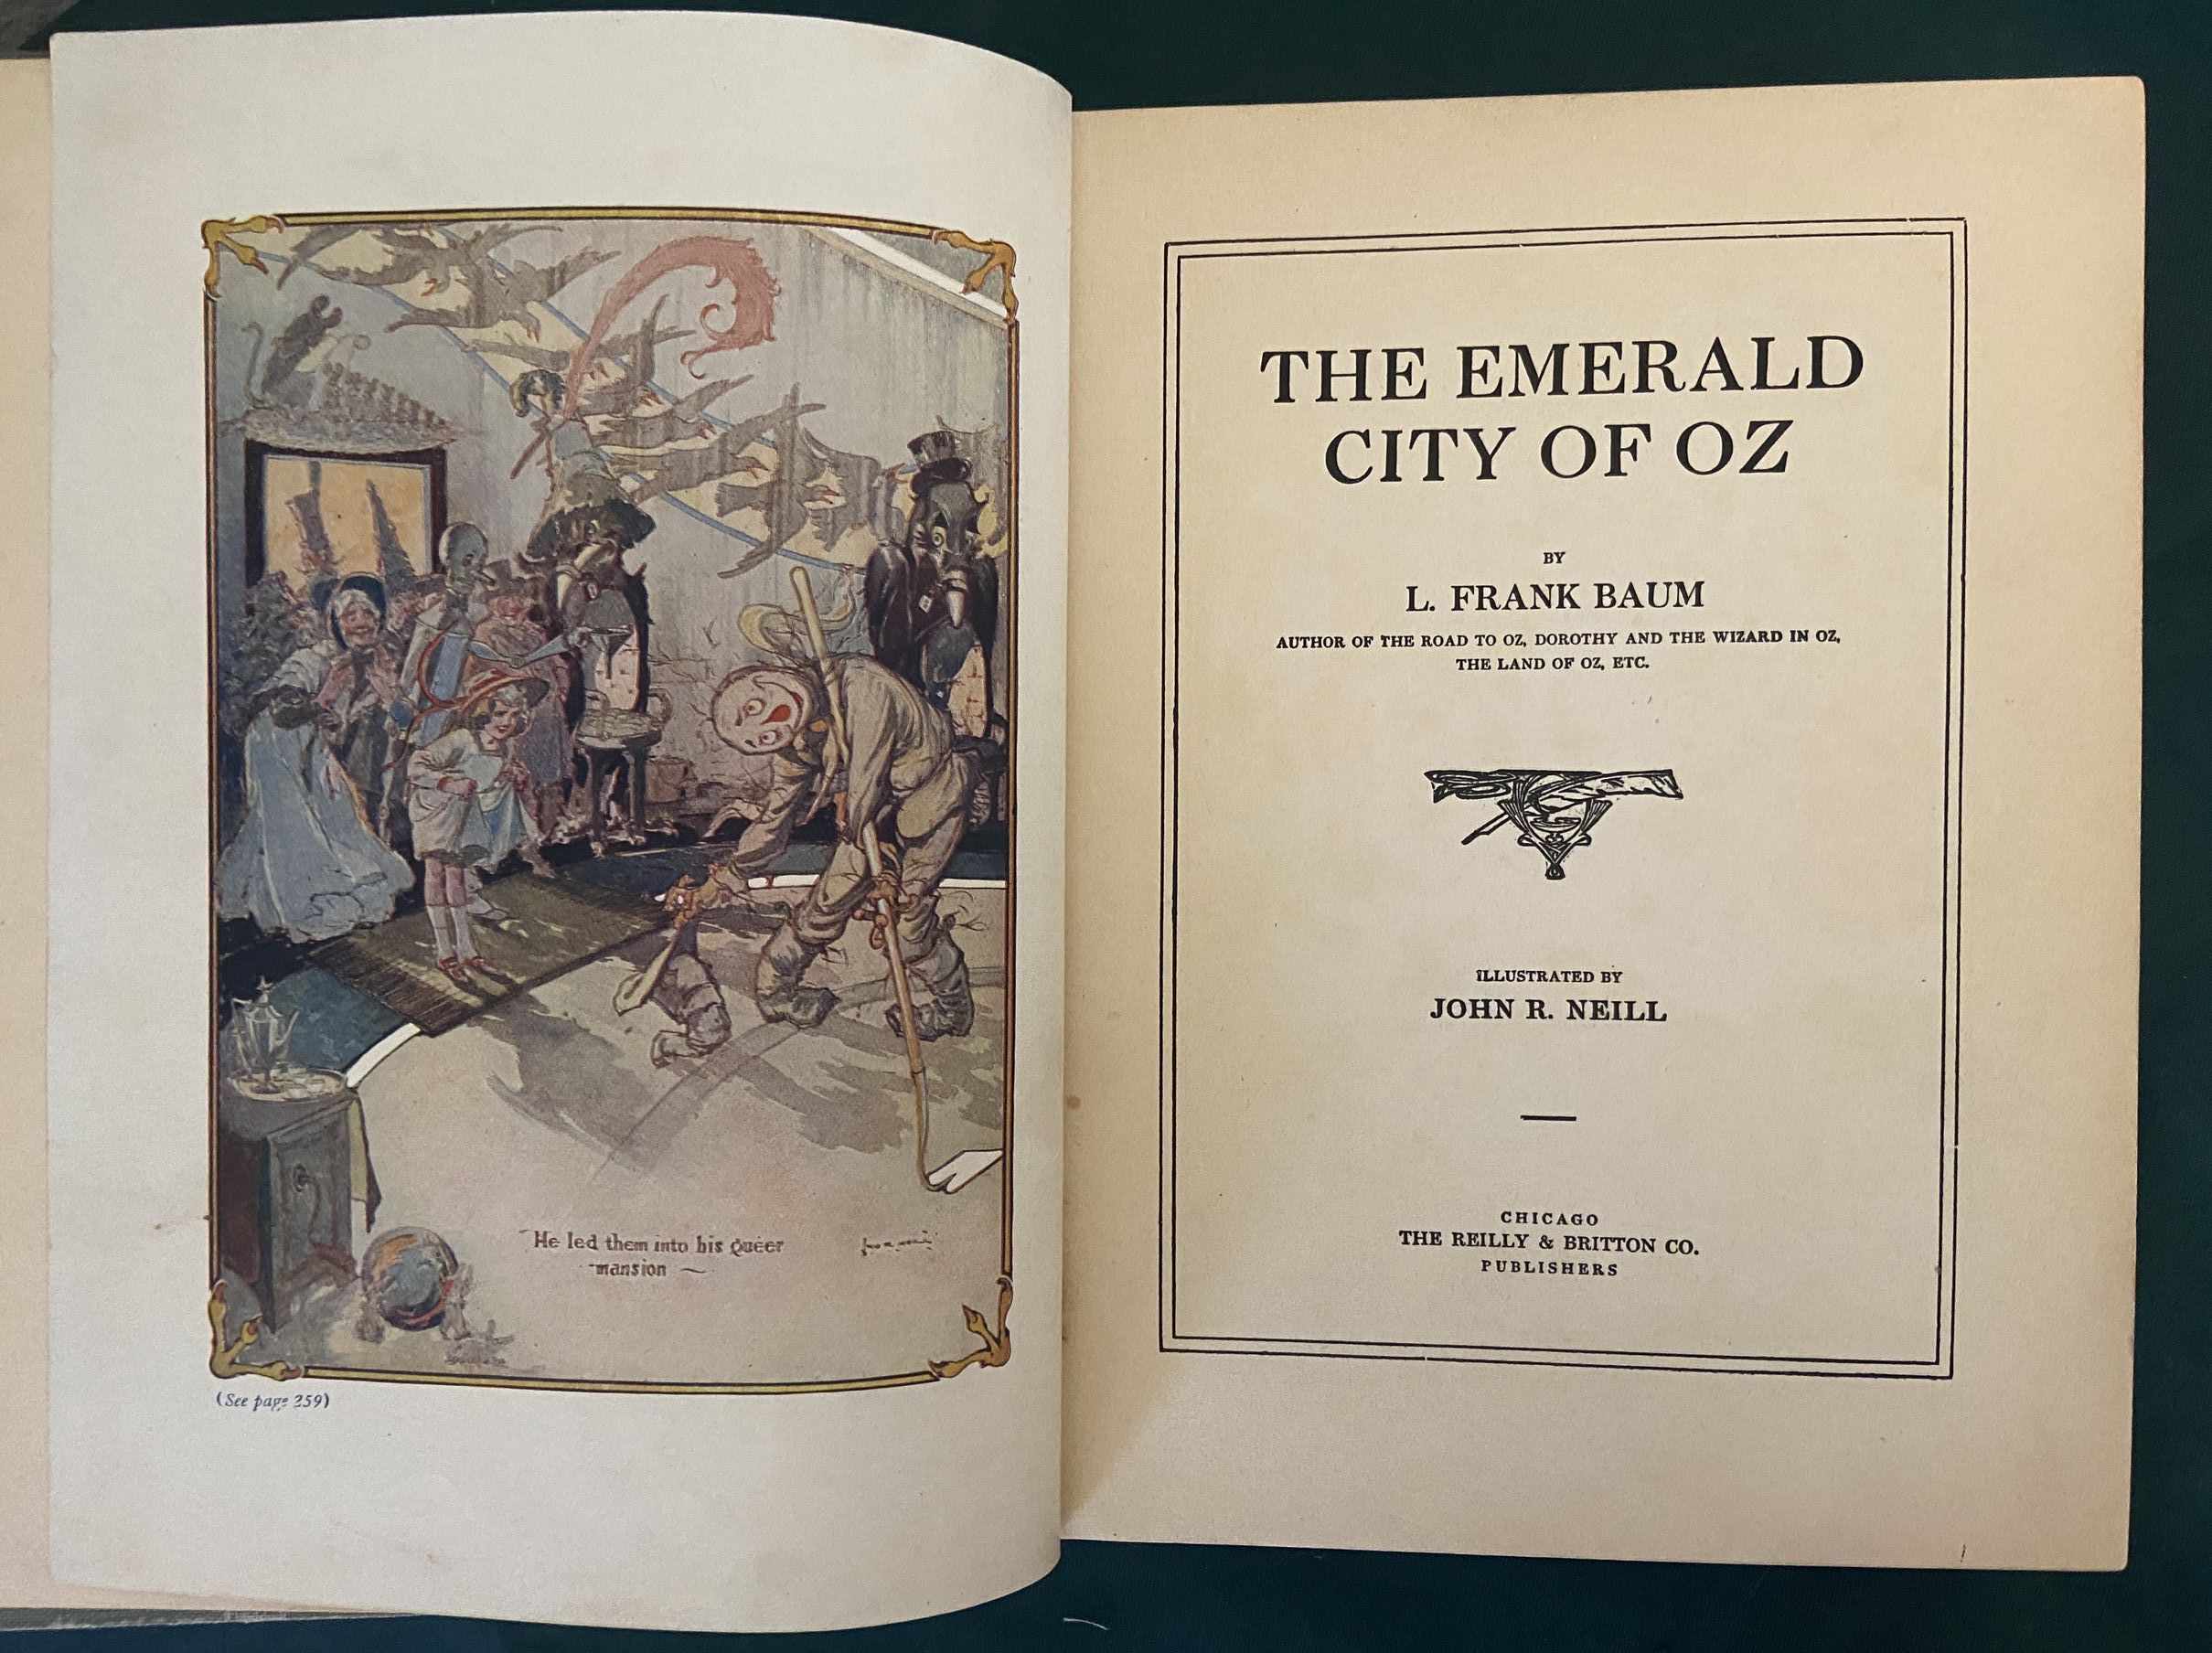 He led them into his queer
mansion
(See page 259)
THE EMERALD
CITY OF OZ
BY
L. FRANK BAUM
AUTHOR OF THE ROAD TO OZ, DOROTHY AND THE WIZARD IN OZ,
THE LAND OF OZ, ETC.
ILLUSTRATED BY
JOHN R. NEILL
CHICAGO
THE REILLY & BRITTON CO.
PUBLISHERS